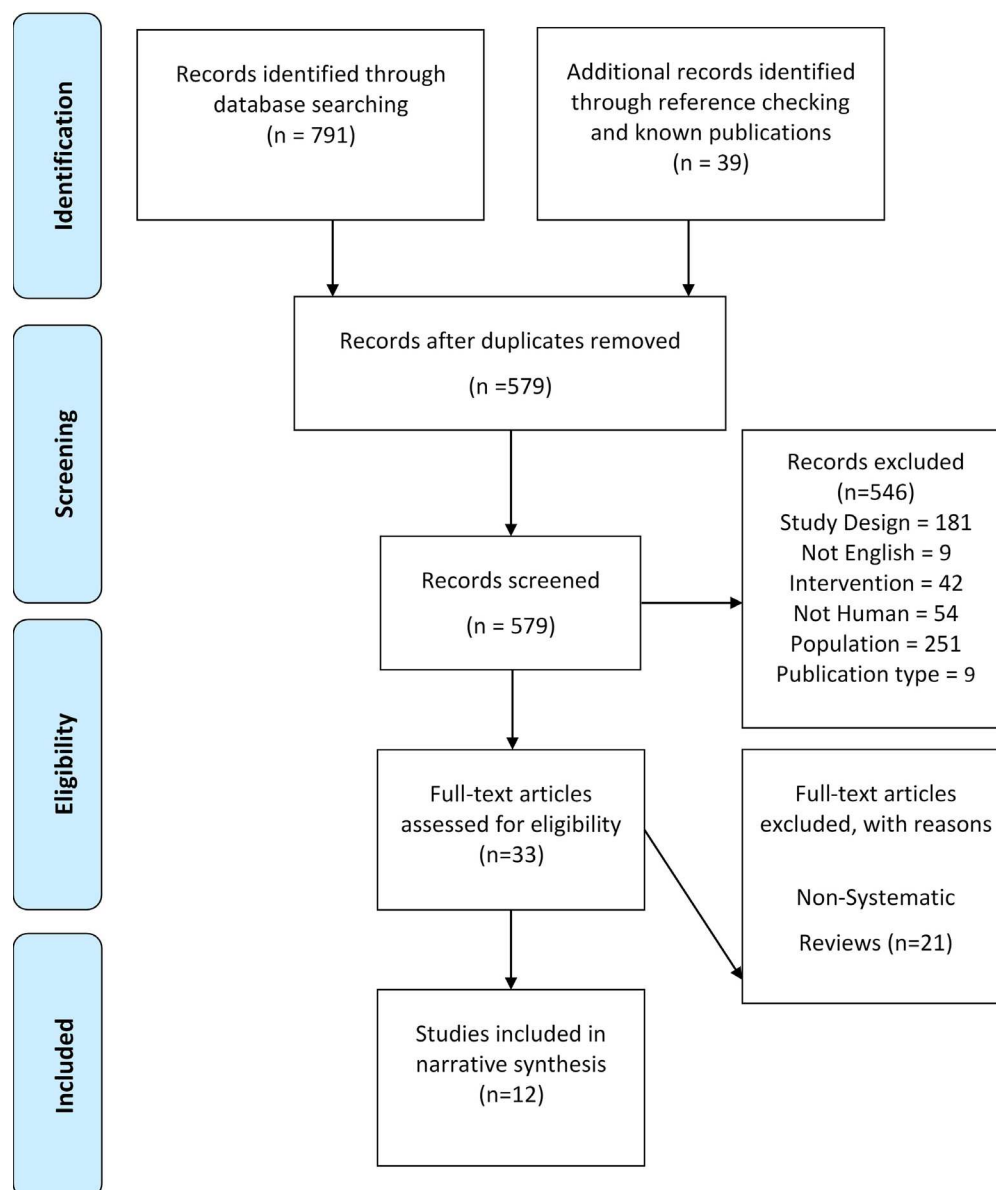 Identification
Records identified through
database searching
(n = 791)
Additional records identified
through reference checking
and known publications
(n = 39)
Screening
Records after duplicates removed
(n =579)
Records screened
(n = 579)
Records excluded
(n=546)
Study Design = 181
Not English = 9
Intervention = 42
Not Human = 54
Population = 251
Publication type = 9
Eligibility
Full-text articles
assessed for eligibility
(n=33)
Full-text articles
excluded, with reasons
Non-Systematic
Reviews (n=21)
Included
Studies included in
narrative synthesis
(n=12)